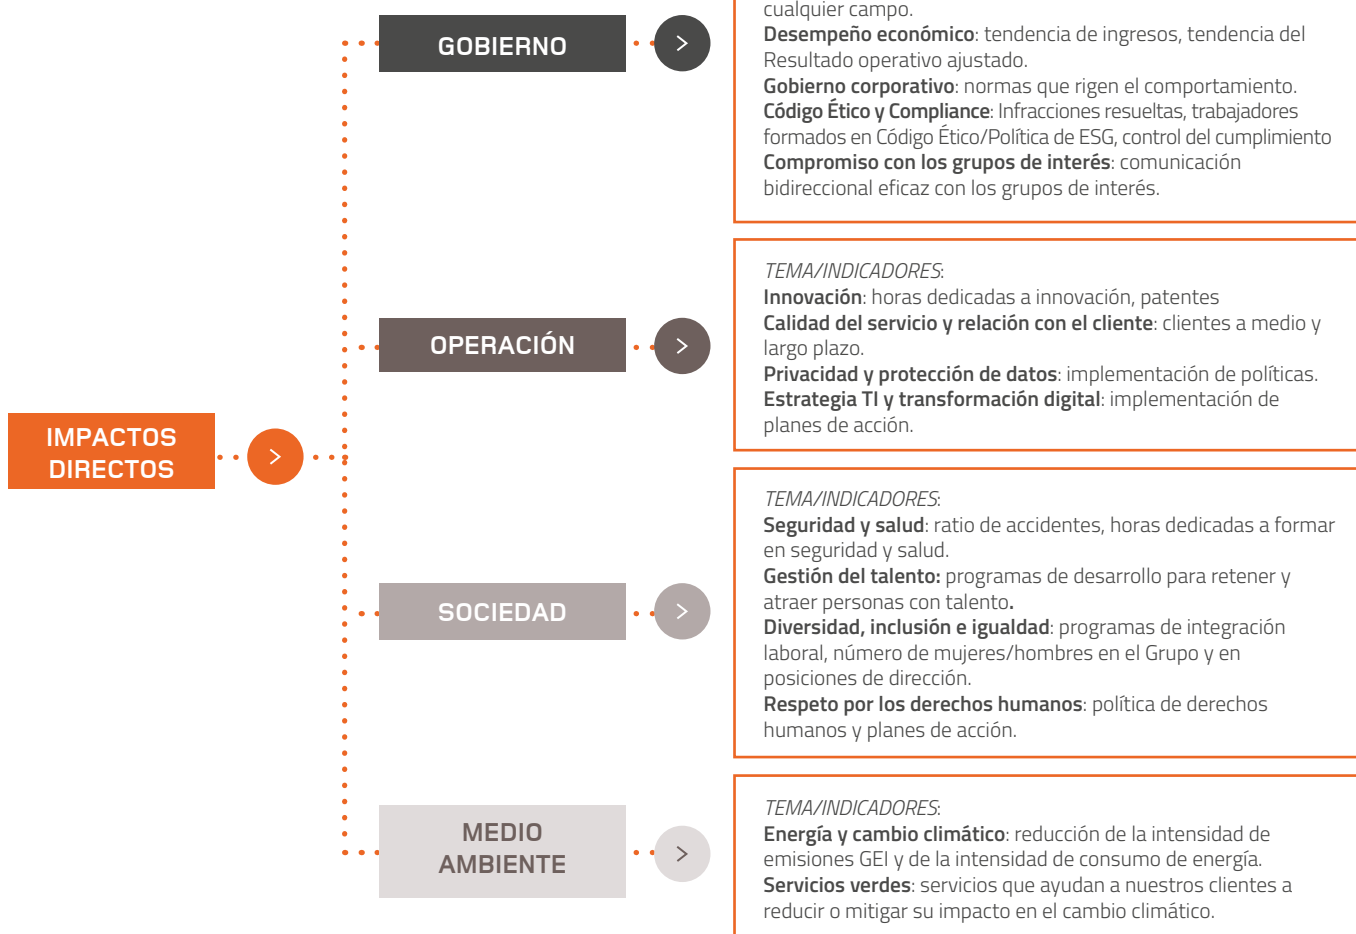 cualquier campo.
GOBIERNO
Desempeño económico: tendencia de ingresos, tendencia del
Resultado operativo ajustado.
Gobierno corporativo: normas que rigen el comportamiento.
Código Ético y Compliance: Infracciones resueltas, trabajadores
formados en Código Ético/Política de ESG, control del cumplimiento
Compromiso con los grupos de interés: comunicación
bidireccional eficaz con los grupos de interés.
OPERACIÓN
TEMA/INDICADORES:
Innovación: horas dedicadas a innovación, patentes
Calidad del servicio y relación con el cliente: clientes a medio y
largo plazo.
Privacidad y protección de datos: implementación de políticas.
Estrategia TI y transformación digital: implementación de
planes de acción.
IMPACTOS
DIRECTOS
SOCIEDAD
TEMA/INDICADORES:
Seguridad y salud: ratio de accidentes, horas dedicadas a formar
en seguridad y salud.
Gestión del talento: programas de desarrollo para retener y
atraer personas con talento.
Diversidad, inclusión e igualdad: programas de integración
laboral, número de mujeres/hombres en el Grupo y en
posiciones de dirección.
Respeto por los derechos humanos: política de derechos
humanos y planes de acción.
MEDIO
AMBIENTE
TEMA/INDICADORES:
Energía y cambio climático: reducción de la intensidad de
emisiones GEI y de la intensidad de consumo de energía.
Servicios verdes: servicios que ayudan a nuestros clientes a
reducir o mitigar su impacto en el cambio climático.